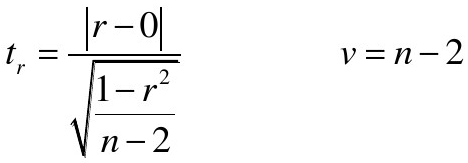 t_r = |r − 0| / √((1 − r²) / (n − 2))    v = n − 2